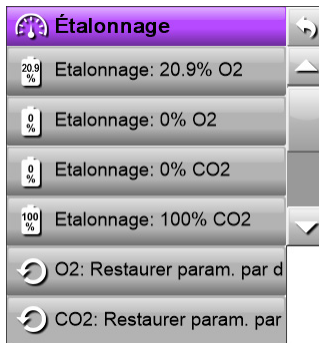 Étalonnage
20.9 % Etalonnage: 20.9% O2
0 % Etalonnage: 0% O2
0 % Etalonnage: 0% CO2
100 % Etalonnage: 100% CO2
O2: Restaurer param. par d
CO2: Restaurer param. par